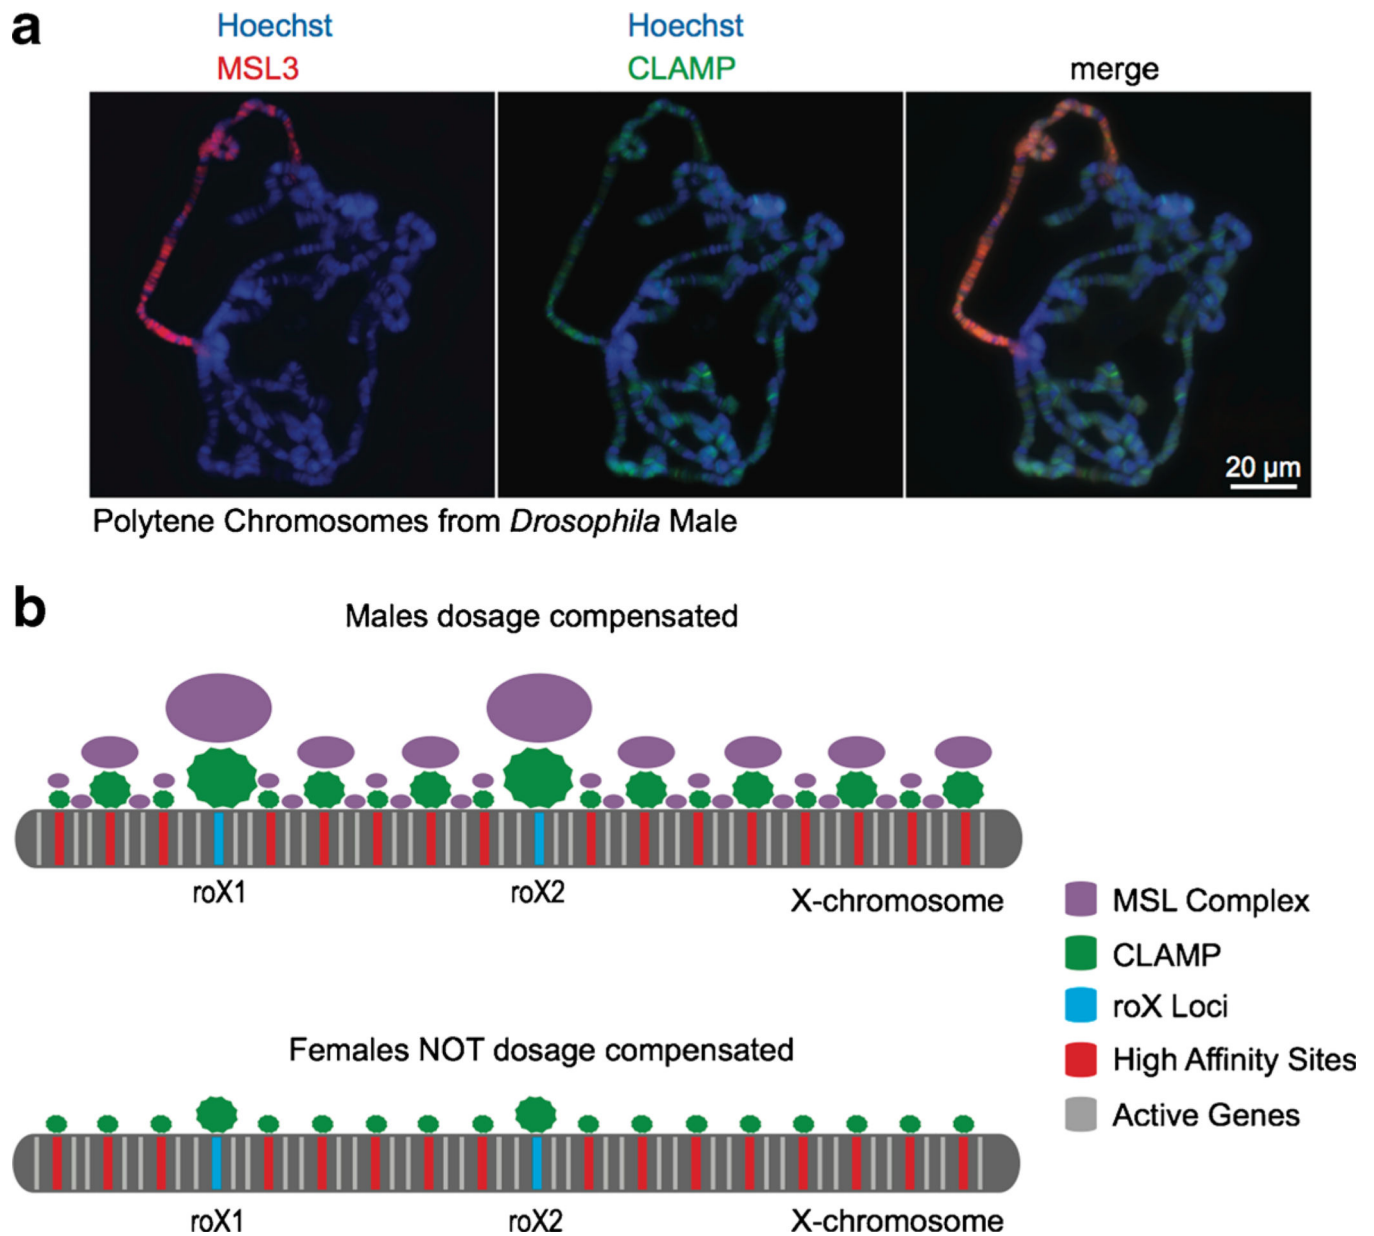 a
Hoechst
MSL3
Hoechst
CLAMP
merge
20 µm
Polytene Chromosomes from Drosophila Male
b
Males dosage compensated
roX1
roX2
X-chromosome
MSL Complex
CLAMP
roX Loci
High Affinity Sites
Active Genes
Females NOT dosage compensated
roX1
roX2
X-chromosome